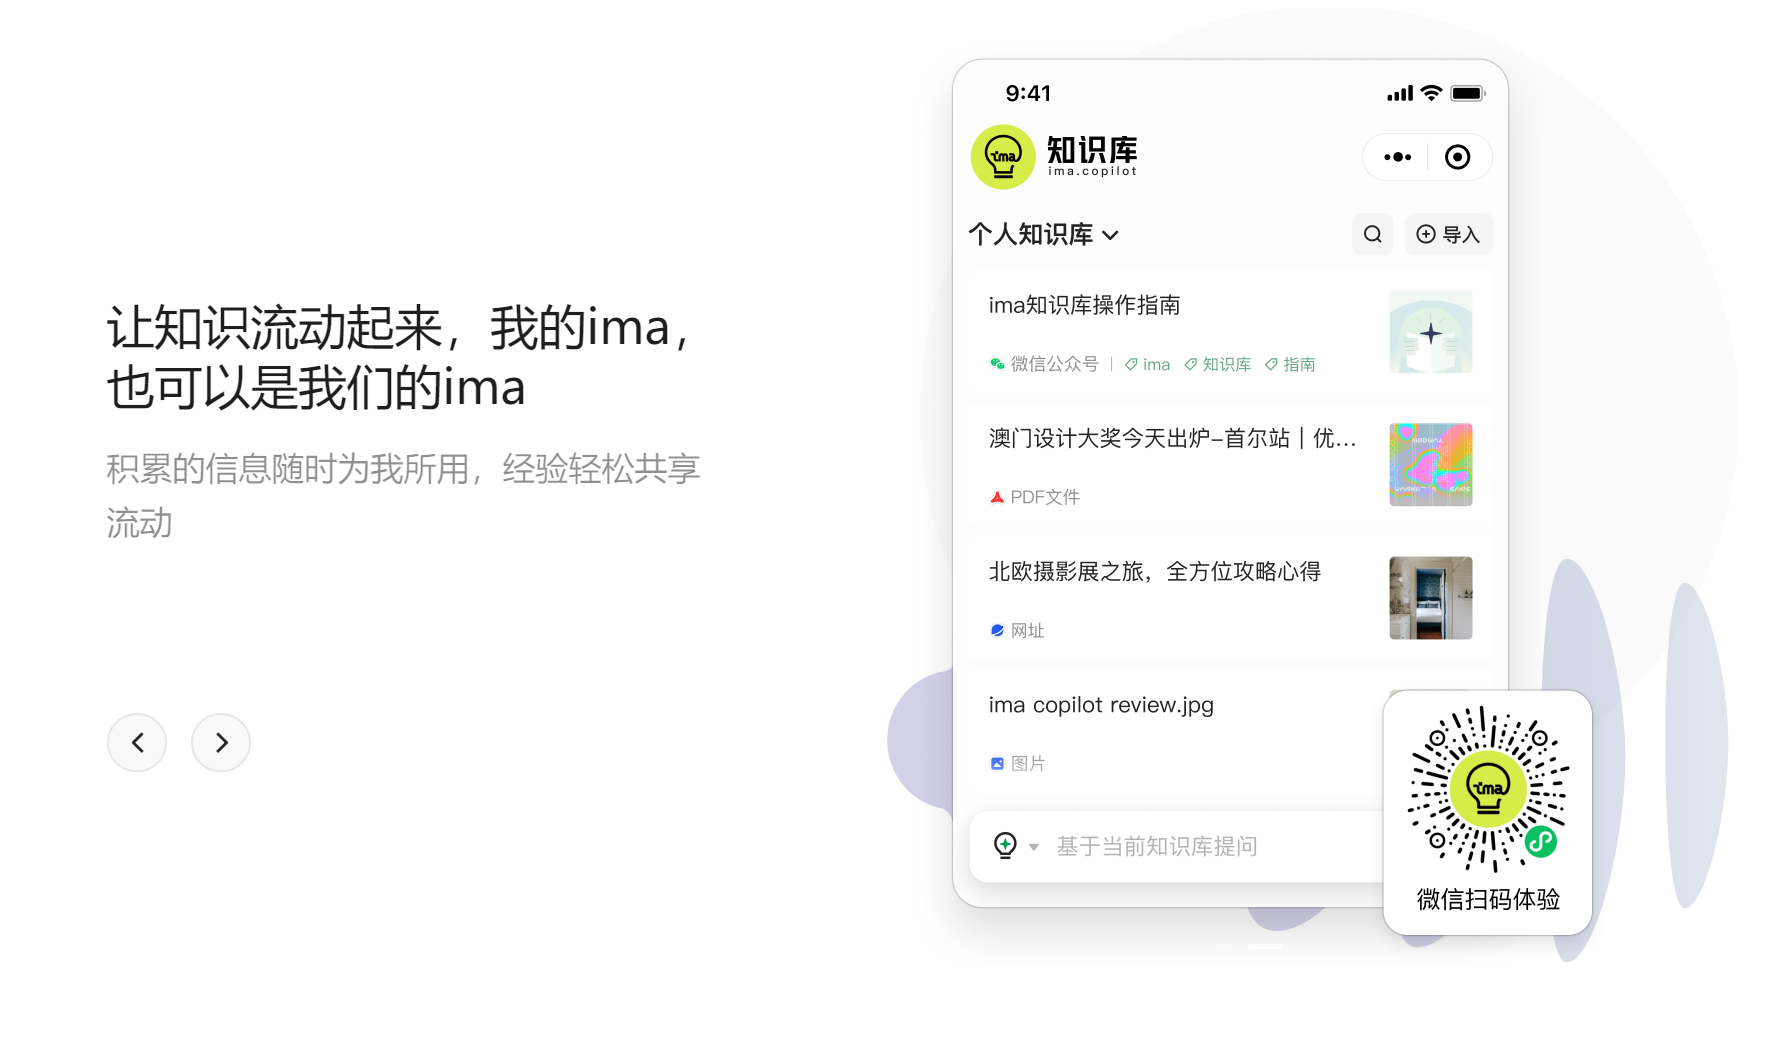 让知识流动起来，我的ima，
也可以是我们的ima
积累的信息随时为我所用，经验轻松共享
流动
9:41
ima
知识库
ima.copilot
个人知识库
导入
ima知识库操作指南
微信公众号 | ima 知识库 指南
澳门设计大奖今天出炉–首尔站｜优...
PDF文件
北欧摄影展之旅，全方位攻略心得
网址
ima copilot review.jpg
图片
基于当前知识库提问
ima
微信扫码体验